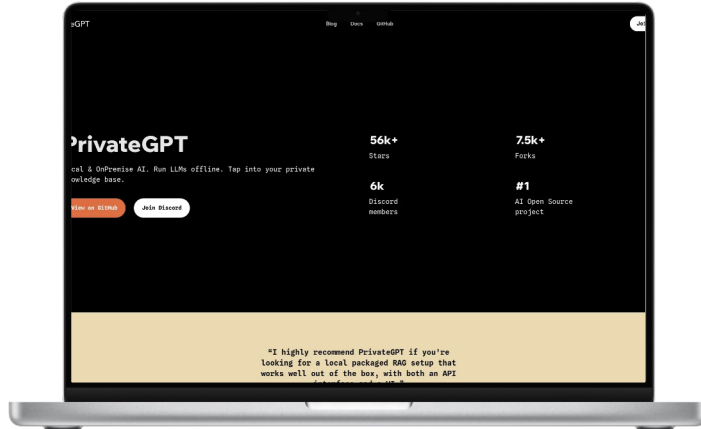 eGPT
Blog Docs GitHub
Joi
PrivateGPT
cal & OnPremise AI. Run LLMs offline. Tap into your private
owledge base.
View on GitHub
Join Discord
56k+
Stars
7.5k+
Forks
6k
Discord
members
#1
AI Open Source
project
"I highly recommend PrivateGPT if you're
looking for a local packaged RAG setup that
works well out of the box, with both an API